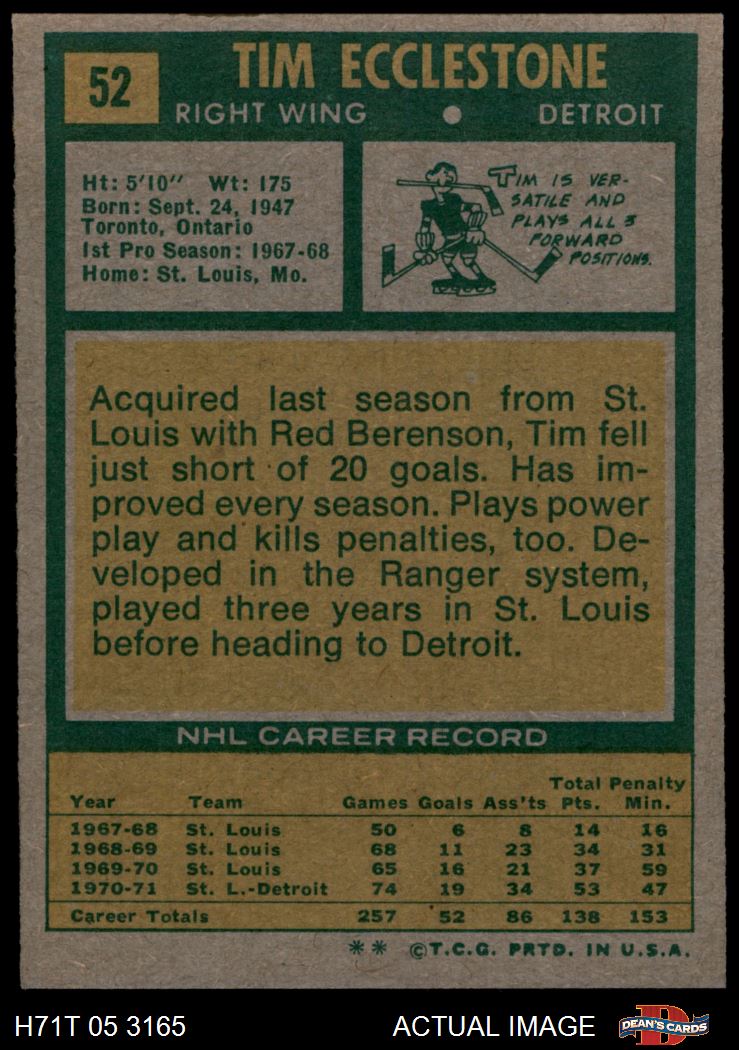 52
TIM ECCLESTONE
RIGHT WING ● DETROIT
Ht: 5'10" Wt: 175
Born: Sept. 24, 1947
Toronto, Ontario
1st Pro Season: 1967-68
Home: St. Louis, Mo.
TIM IS VER-
SATILE AND
PLAYS ALL 3
FORWARD
POSITIONS.
Acquired last season from St.
Louis with Red Berenson, Tim fell
just short of 20 goals. Has im-
proved every season. Plays power
play and kills penalties, too. De-
veloped in the Ranger system,
played three years in St. Louis
before heading to Detroit.
NHL CAREER RECORD
Total Penalty
Year Team Games Goals Ass'ts Pts. Min.
1967-68 St. Louis 50 6 8 14 16
1968-69 St. Louis 68 11 23 34 31
1969-70 St. Louis 65 16 21 37 59
1970-71 St. L.-Detroit 74 19 34 53 47
Career Totals 257 52 86 138 153
** ©T.C.G. PRTD. IN U.S.A.
H71T 05 3165 ACTUAL IMAGE
D
DEAN'S CARDS